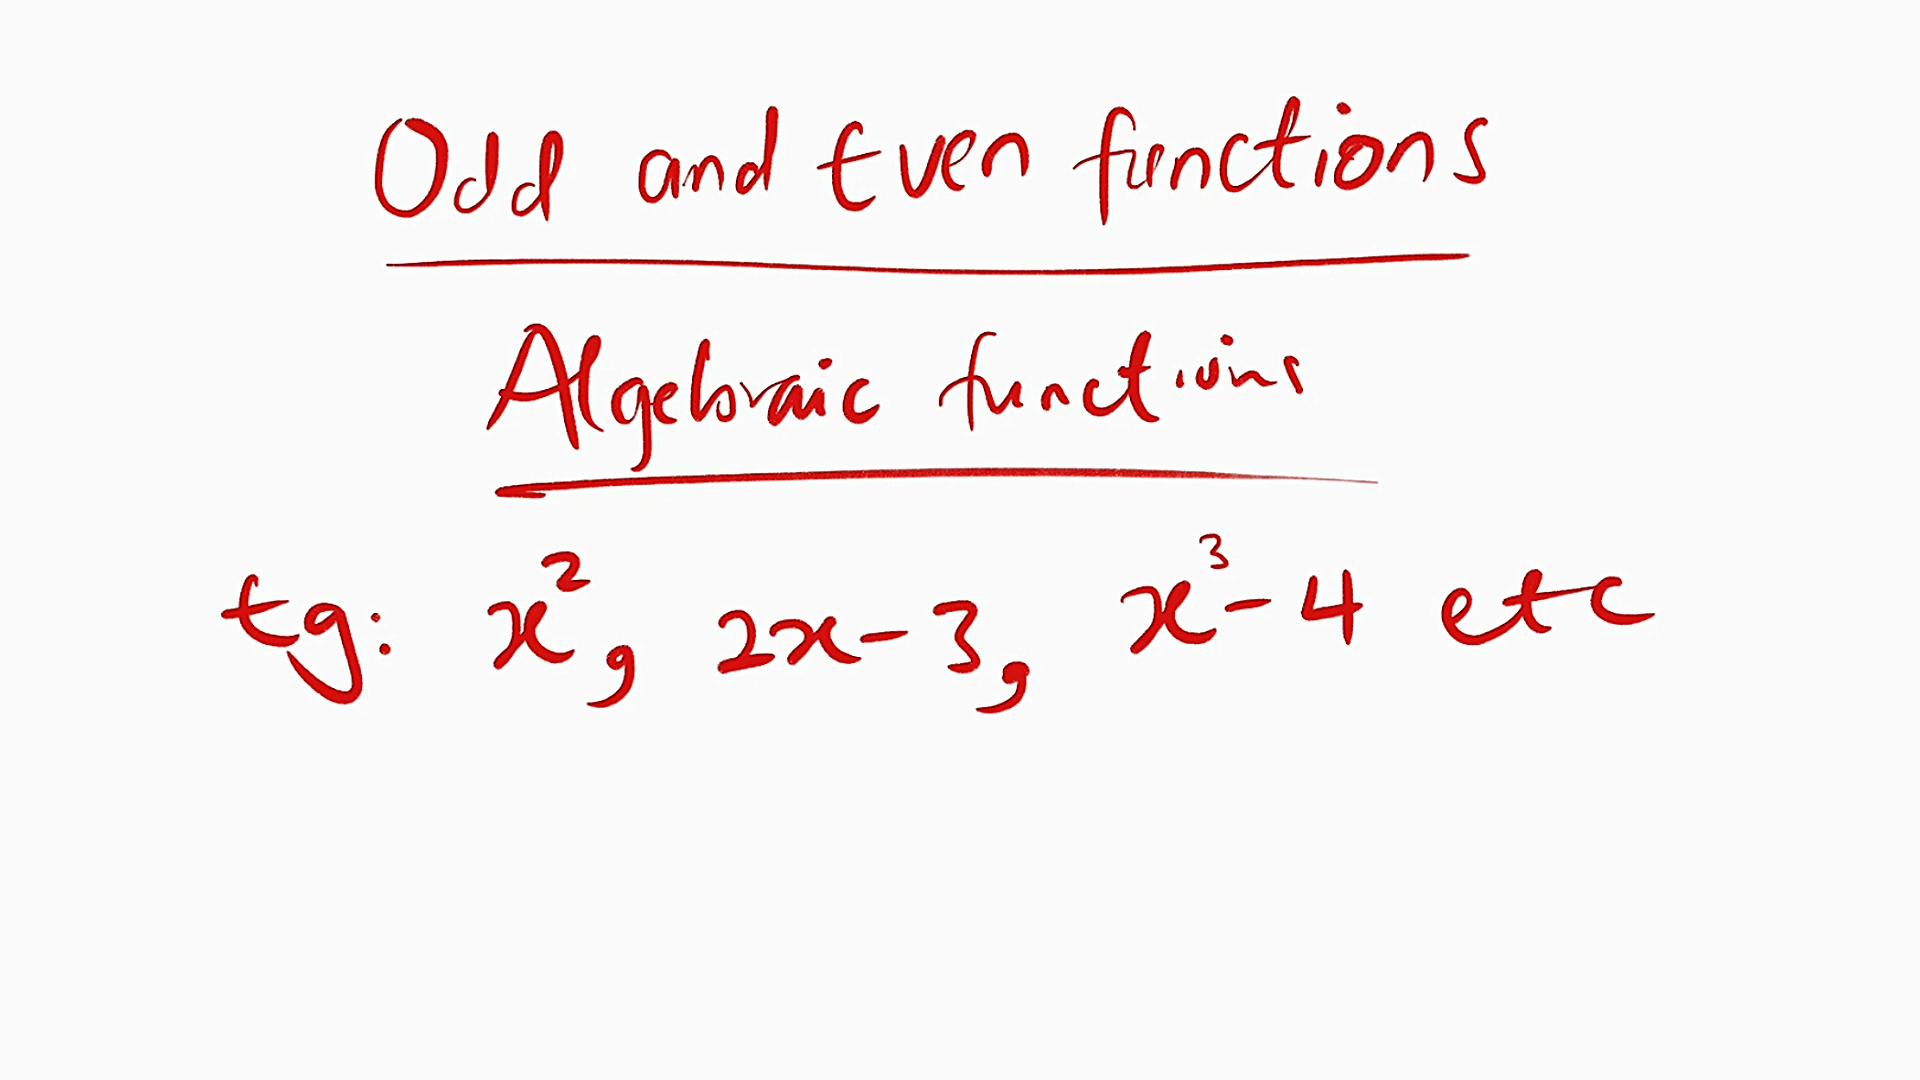 Odd and Even functions
Algebraic functions
Eg: x², 2x-3, x³-4 etc